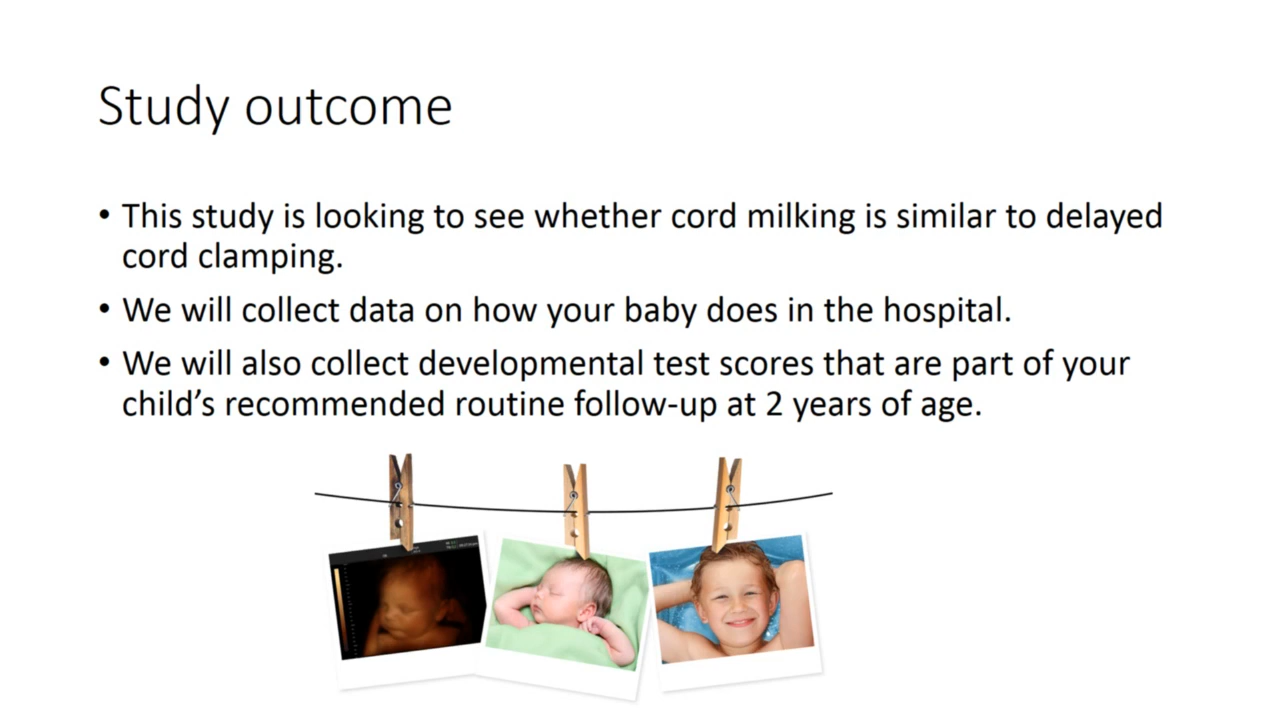 Study outcome
• This study is looking to see whether cord milking is similar to delayed
cord clamping.
• We will collect data on how your baby does in the hospital.
• We will also collect developmental test scores that are part of your
child’s recommended routine follow-up at 2 years of age.